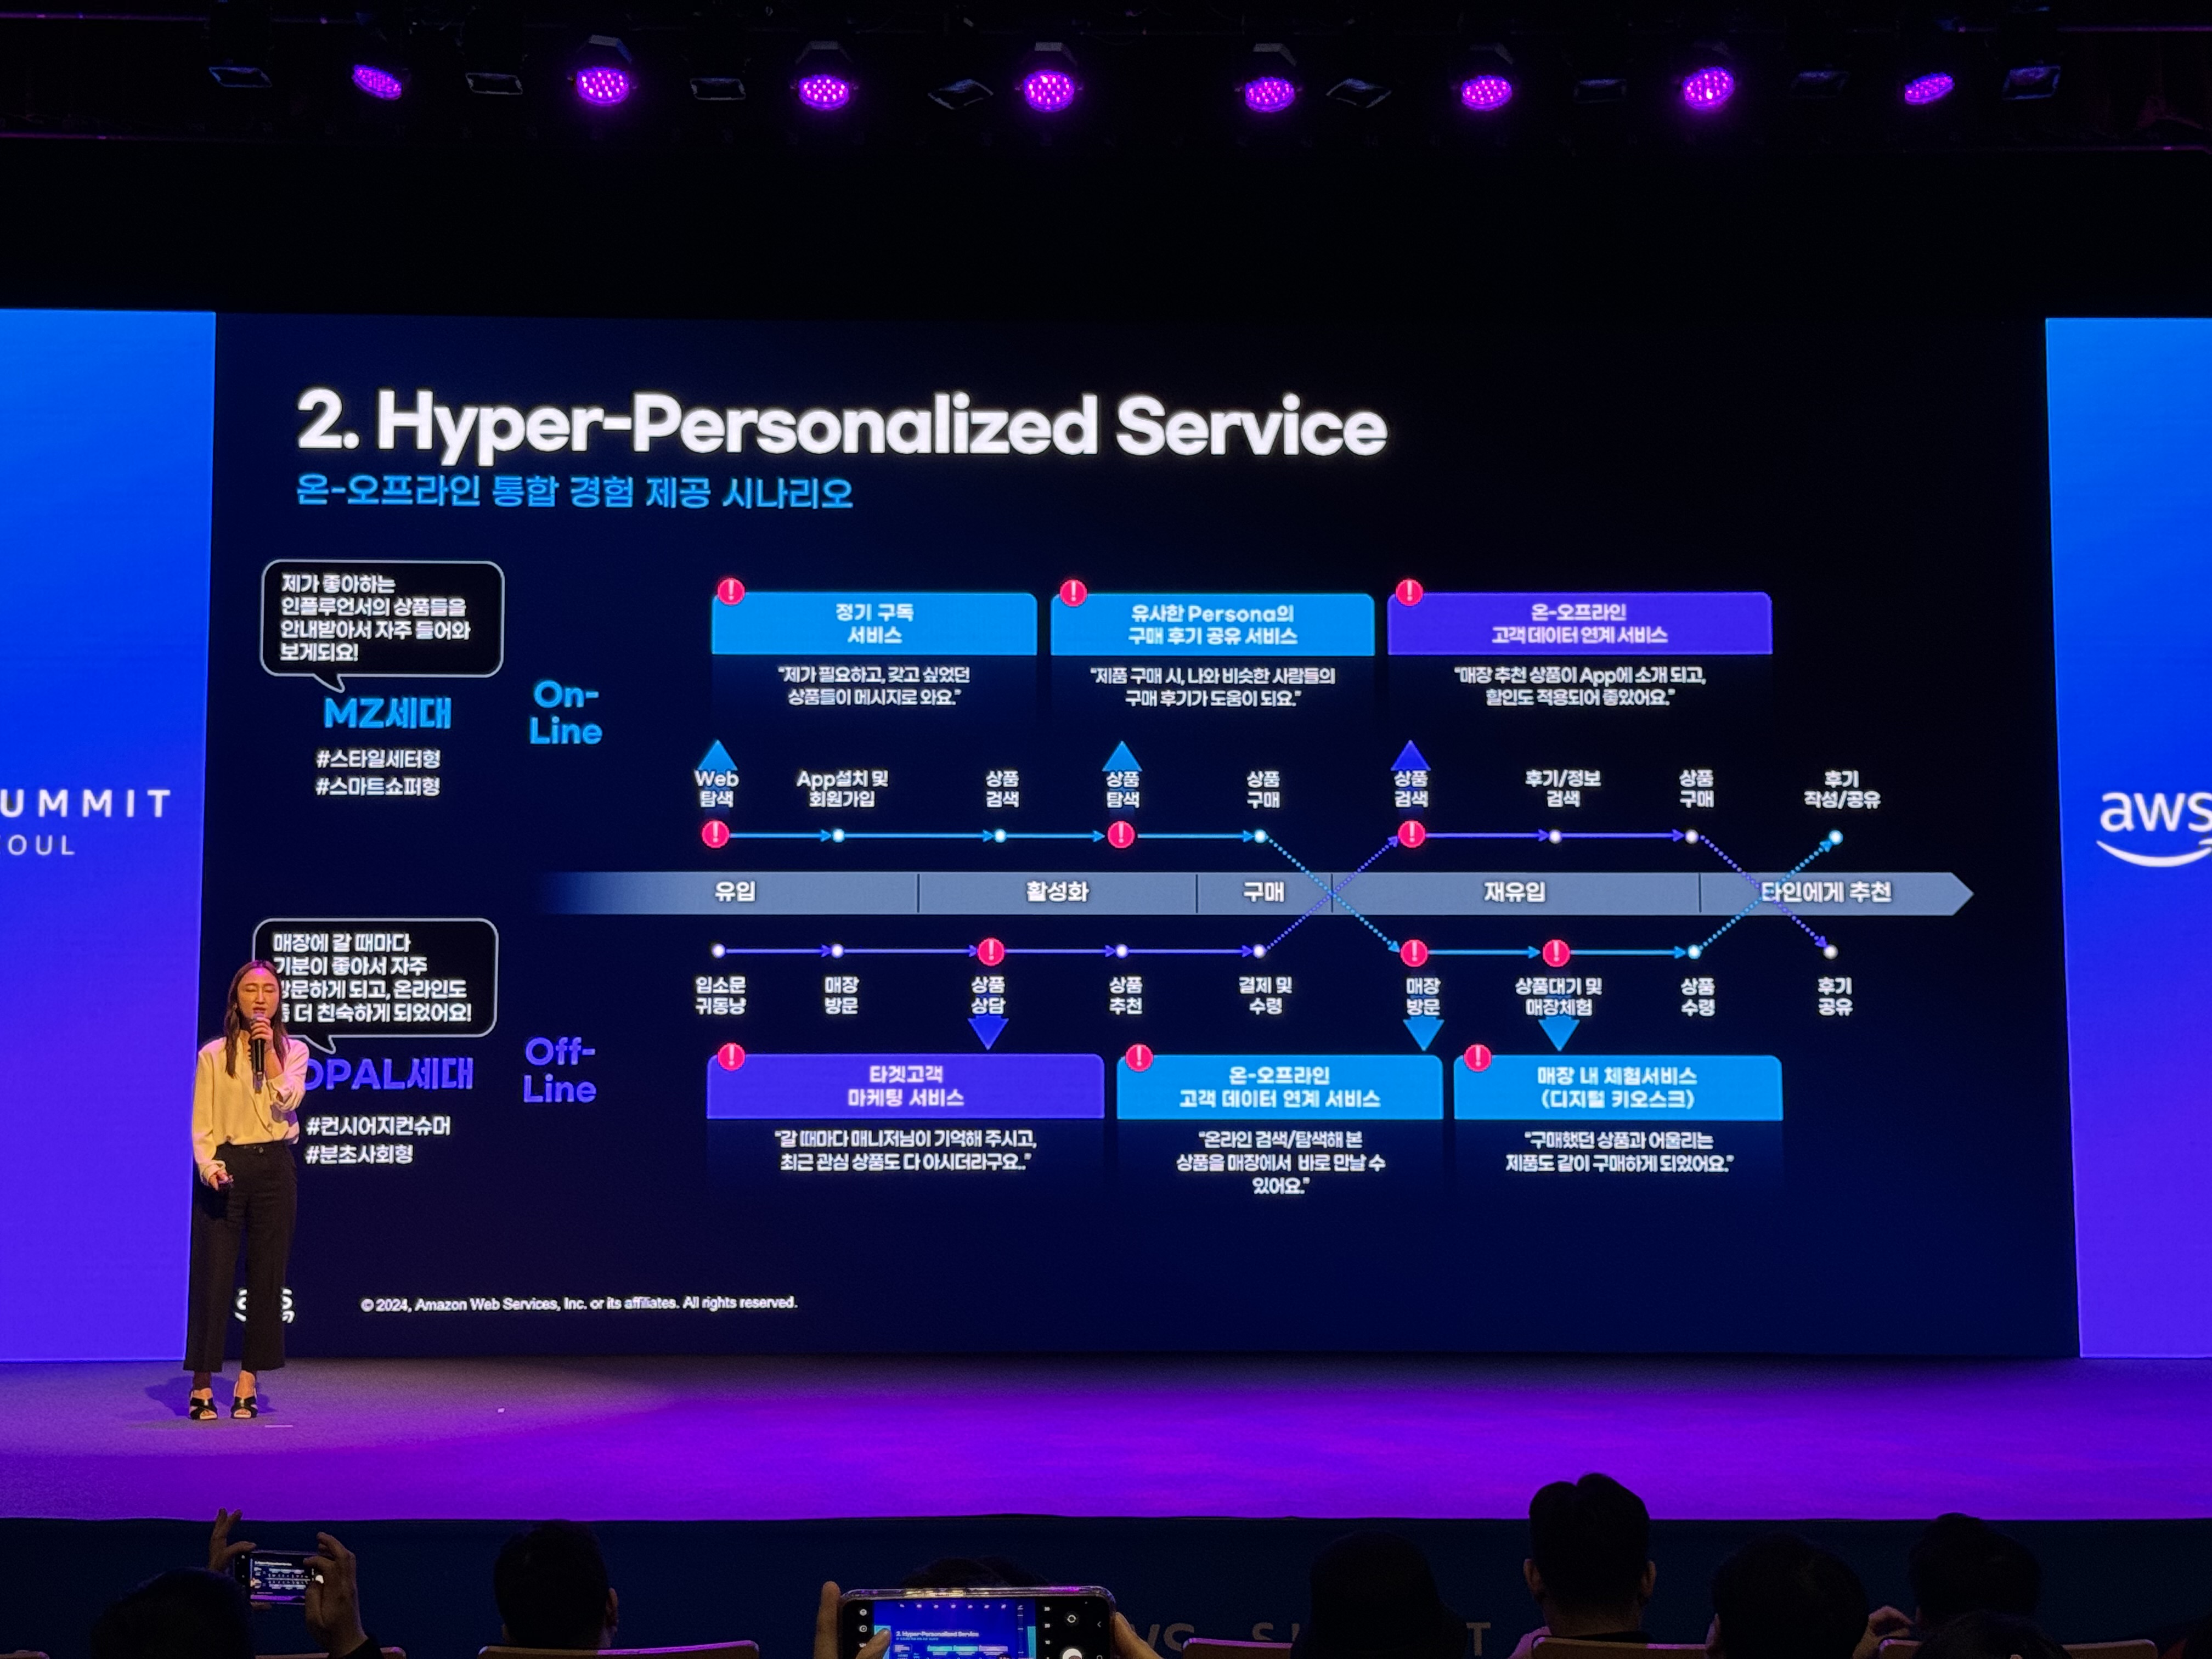 2. Hyper-Personalized Service
온-오프라인 통합 경험 제공 시나리오
제가 좋아하는
인플루언서의 상품들을
안내받아서 자주 들어와
보게되요!
MZ세대
#스타일세터형
#스마트쇼퍼형
On-
Line
정기 구독
서비스
"제가 필요하고, 갖고 싶었던
상품들이 메시지로 와요."
유사한 Persona의
구매 후기 공유 서비스
"제품 구매 시, 나와 비슷한 사람들의
구매 후기가 도움이 되요."
온-오프라인
고객 데이터 연계 서비스
"매장 추천 상품이 App에 소개 되고,
할인도 적용되어 좋았어요."
Web
탐색
App설치 및
회원가입
상품
검색
상품
탐색
상품
구매
상품
검색
후기/정보
검색
상품
구매
후기
작성/공유
UMMIT
OUL
aws
유입
활성화
구매
재유입
타인에게 추천
매장에 갈 때마다
기분이 좋아서 자주
방문하게 되고, 온라인도
더 친숙하게 되었어요!
OPAL세대
#컨시어지컨슈머
#분초사회형
Off-
Line
입소문
귀동냥
매장
방문
상품
상담
상품
추천
결제 및
수령
매장
방문
상품대기 및
매장체험
상품
수령
후기
공유
타겟고객
마케팅 서비스
"갈 때마다 매니저님이 기억해 주시고,
최근 관심 상품도 다 아시더라구요.."
온-오프라인
고객 데이터 연계 서비스
"온라인 검색/탐색해 본
상품을 매장에서 바로 만날 수
있어요."
매장 내 체험서비스
(디지털 키오스크)
"구매했던 상품과 어울리는
제품도 같이 구매하게 되었어요."
aws
© 2024, Amazon Web Services, Inc. or its affiliates. All rights reserved.